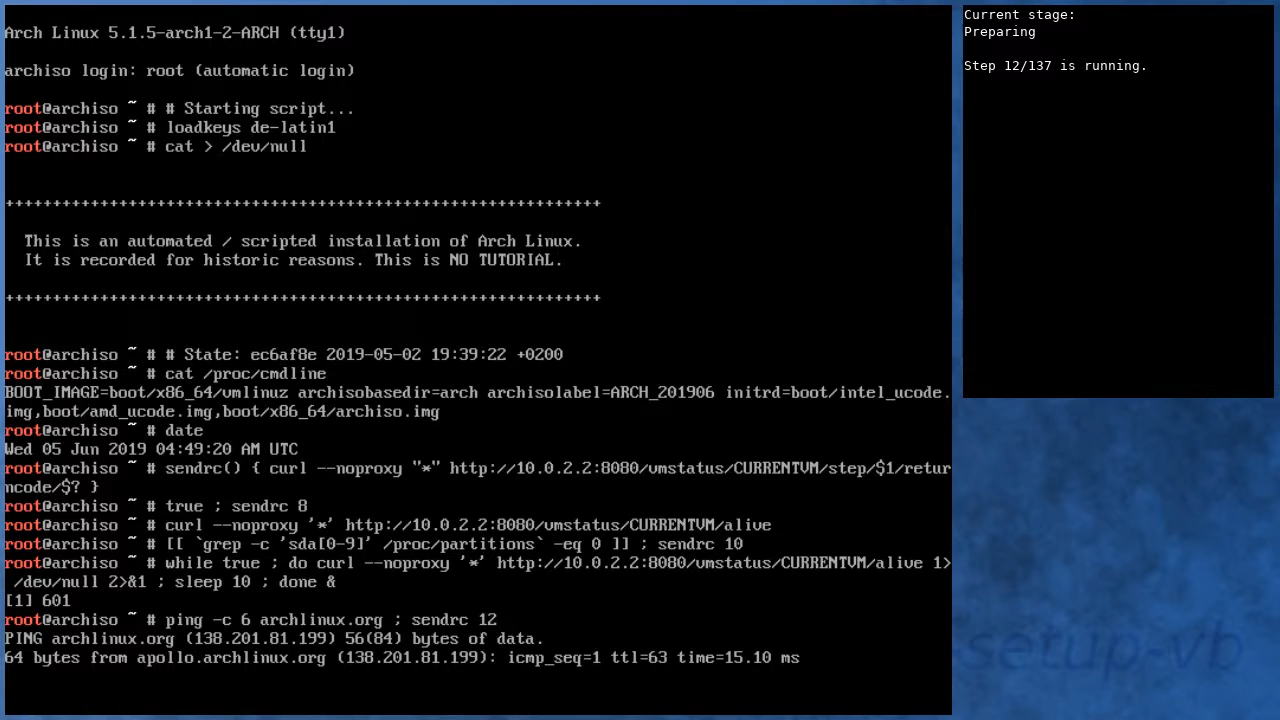 Arch Linux 5.1.5-arch1-2-ARCH (tty1)
archiso login: root (automatic login)
root@archiso ~ # # Starting script...
root@archiso ~ # loadkeys de-latin1
root@archiso ~ # cat > /dev/null
++++++++++++++++++++++++++++++++++++++++++++++++++++++++++++++++
This is an automated / scripted installation of Arch Linux.
It is recorded for historic reasons. This is NO TUTORIAL.
++++++++++++++++++++++++++++++++++++++++++++++++++++++++++++++++
root@archiso ~ # # State: ec6af8e 2019-05-02 19:39:22 +0200
root@archiso ~ # cat /proc/cmdline
BOOT_IMAGE=boot/x86_64/vmlinuz archisobasedir=arch archisolabel=ARCH_201906 initrd=boot/intel_ucode.
img,boot/amd_ucode.img,boot/x86_64/archiso.img
root@archiso ~ # date
Wed 05 Jun 2019 04:49:20 AM UTC
root@archiso ~ # sendrc() { curl --noproxy "*" http://10.0.2.2:8080/vmstatus/CURRENTVM/step/$1/retur
ncode/$? }
root@archiso ~ # true ; sendrc 8
root@archiso ~ # curl --noproxy '*' http://10.0.2.2:8080/vmstatus/CURRENTVM/alive
root@archiso ~ # [[ `grep -c 'sda[0-9]' /proc/partitions` -eq 0 ]] ; sendrc 10
root@archiso ~ # while true ; do curl --noproxy '*' http://10.0.2.2:8080/vmstatus/CURRENTVM/alive 1>
/dev/null 2>&1 ; sleep 10 ; done &
[1] 601
root@archiso ~ # ping -c 6 archlinux.org ; sendrc 12
PING archlinux.org (138.201.81.199) 56(84) bytes of data.
64 bytes from apollo.archlinux.org (138.201.81.199): icmp_seq=1 ttl=63 time=15.10 ms
Current stage:
Preparing
Step 12/137 is running.
-setup-vb